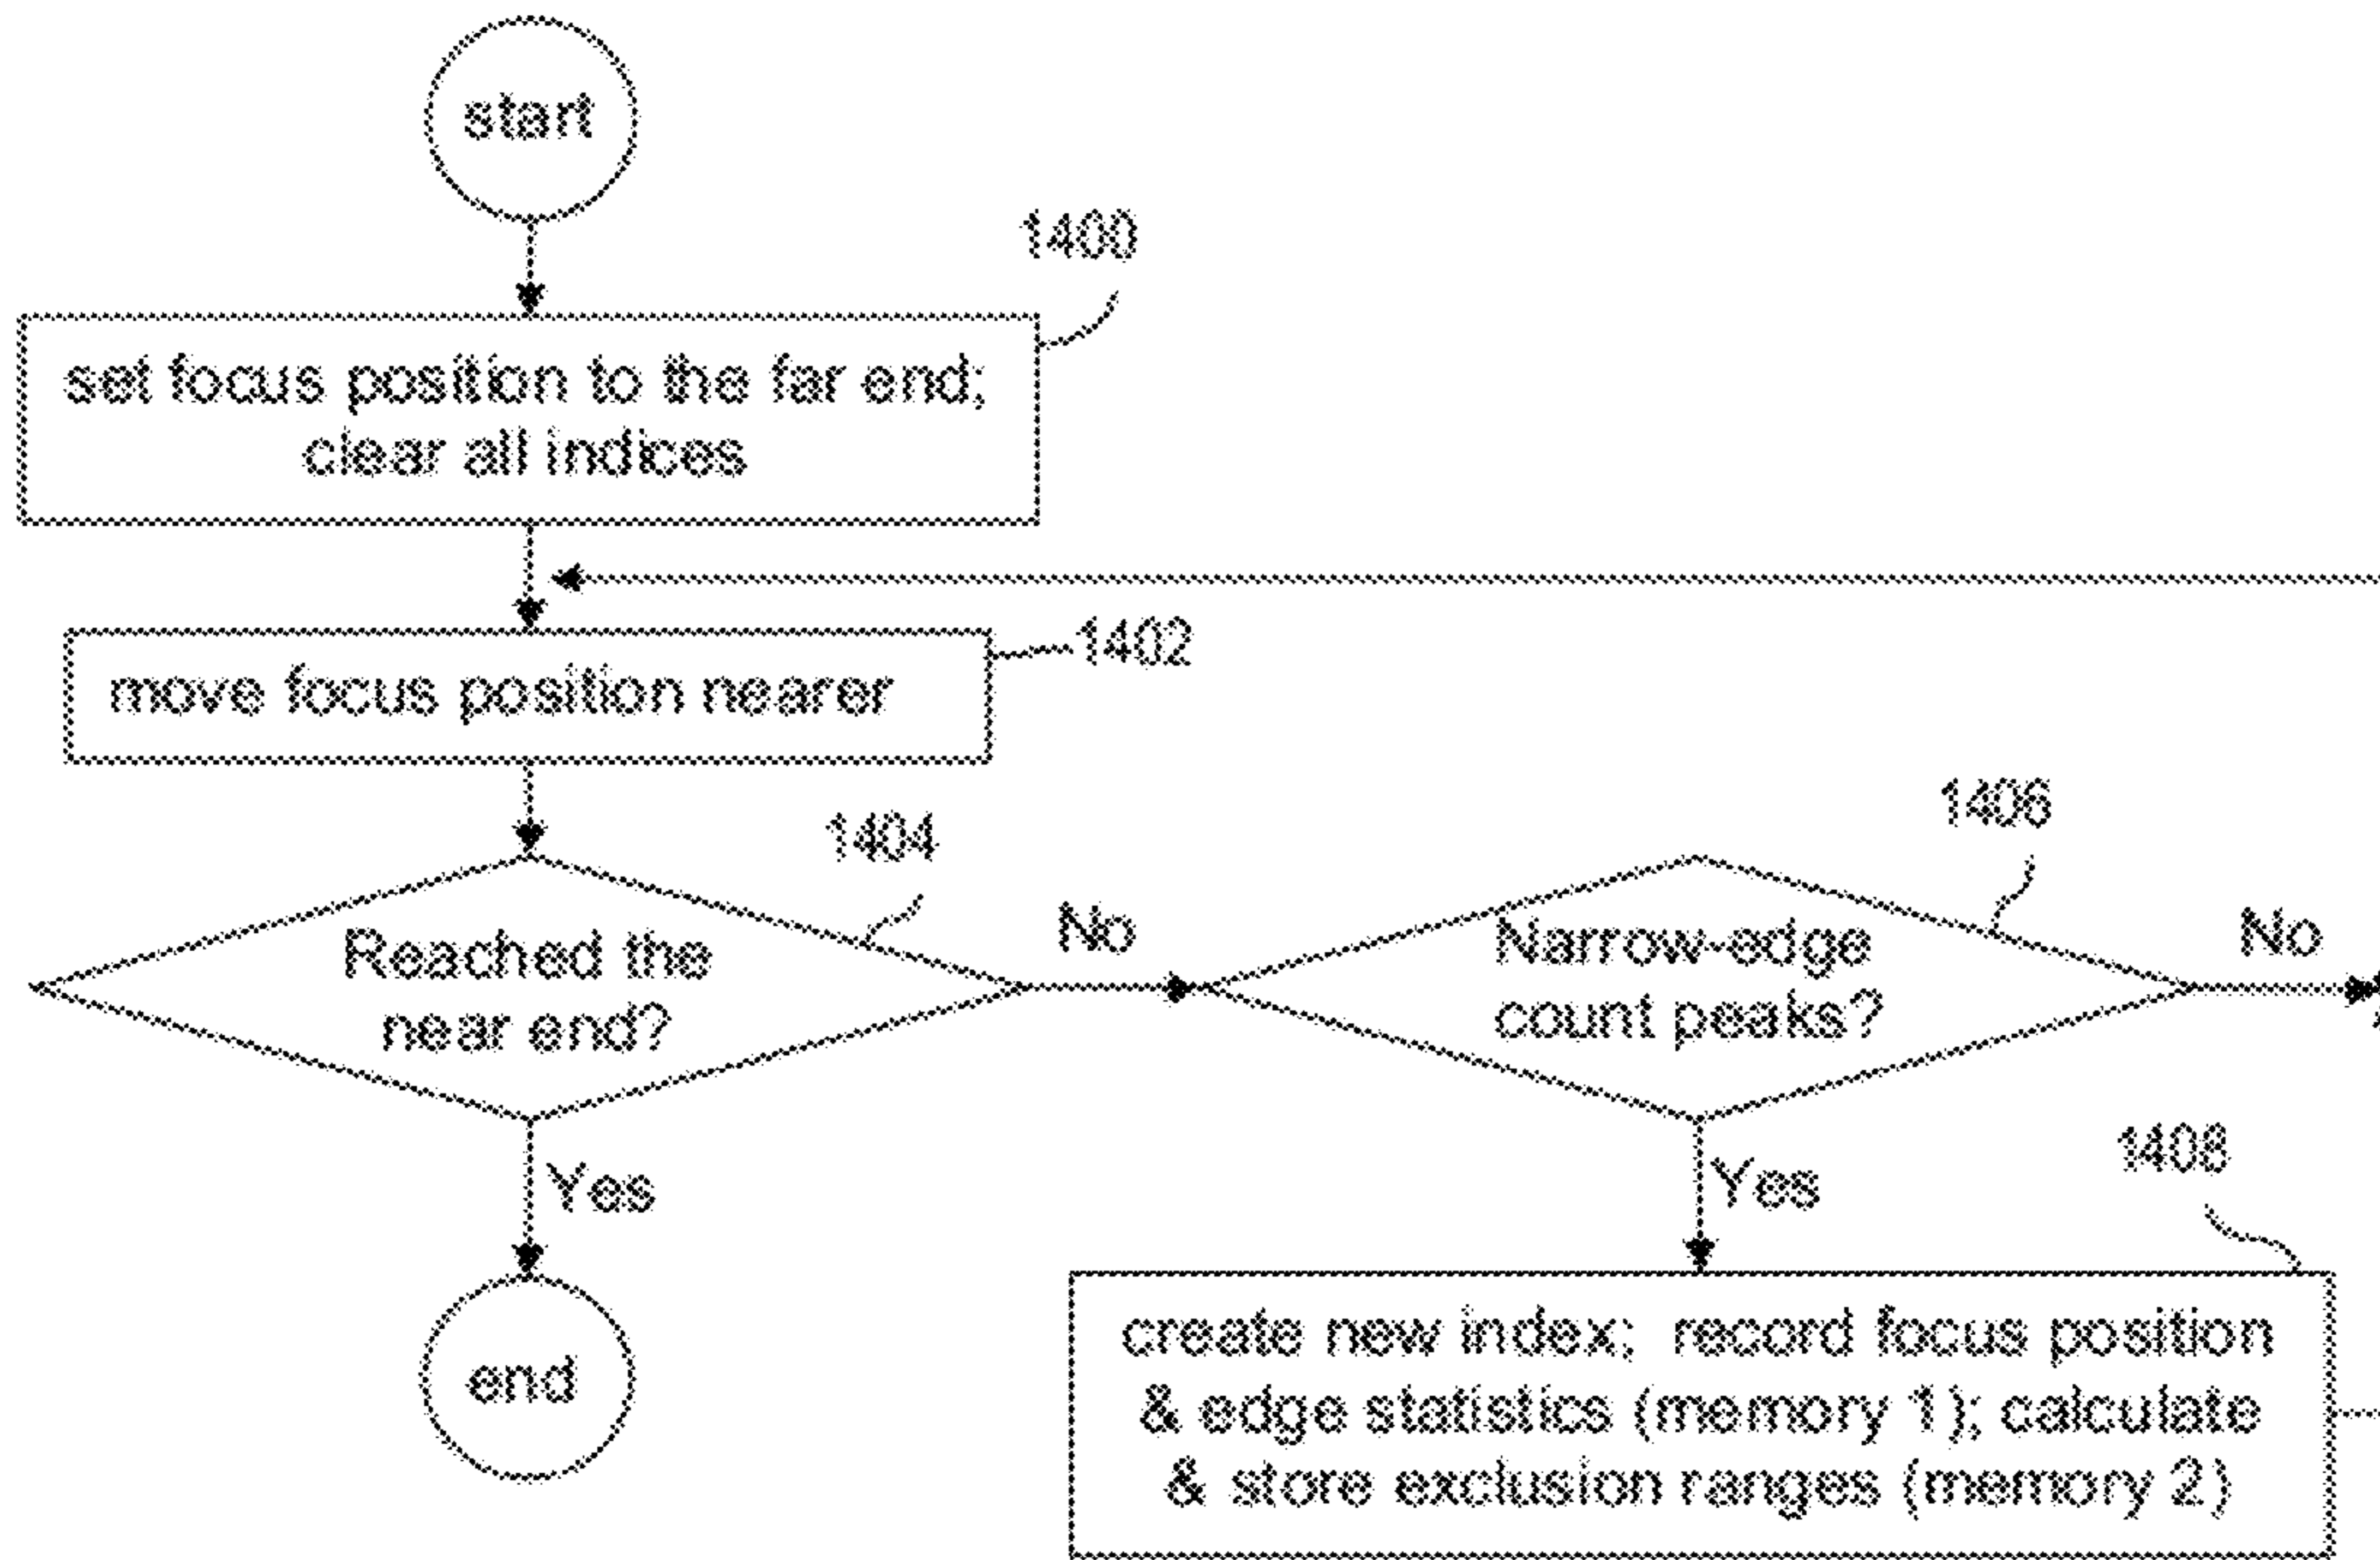 start
1400
set focus position to the far end;
clear all indices
1402
move focus position nearer
1404
Reached the
near end?
No
1406
Narrow-edge
count peaks?
No
Yes
Yes
1408
create new index; record focus position
& edge statistics (memory 1); calculate
& store exclusion ranges (memory 2)
end